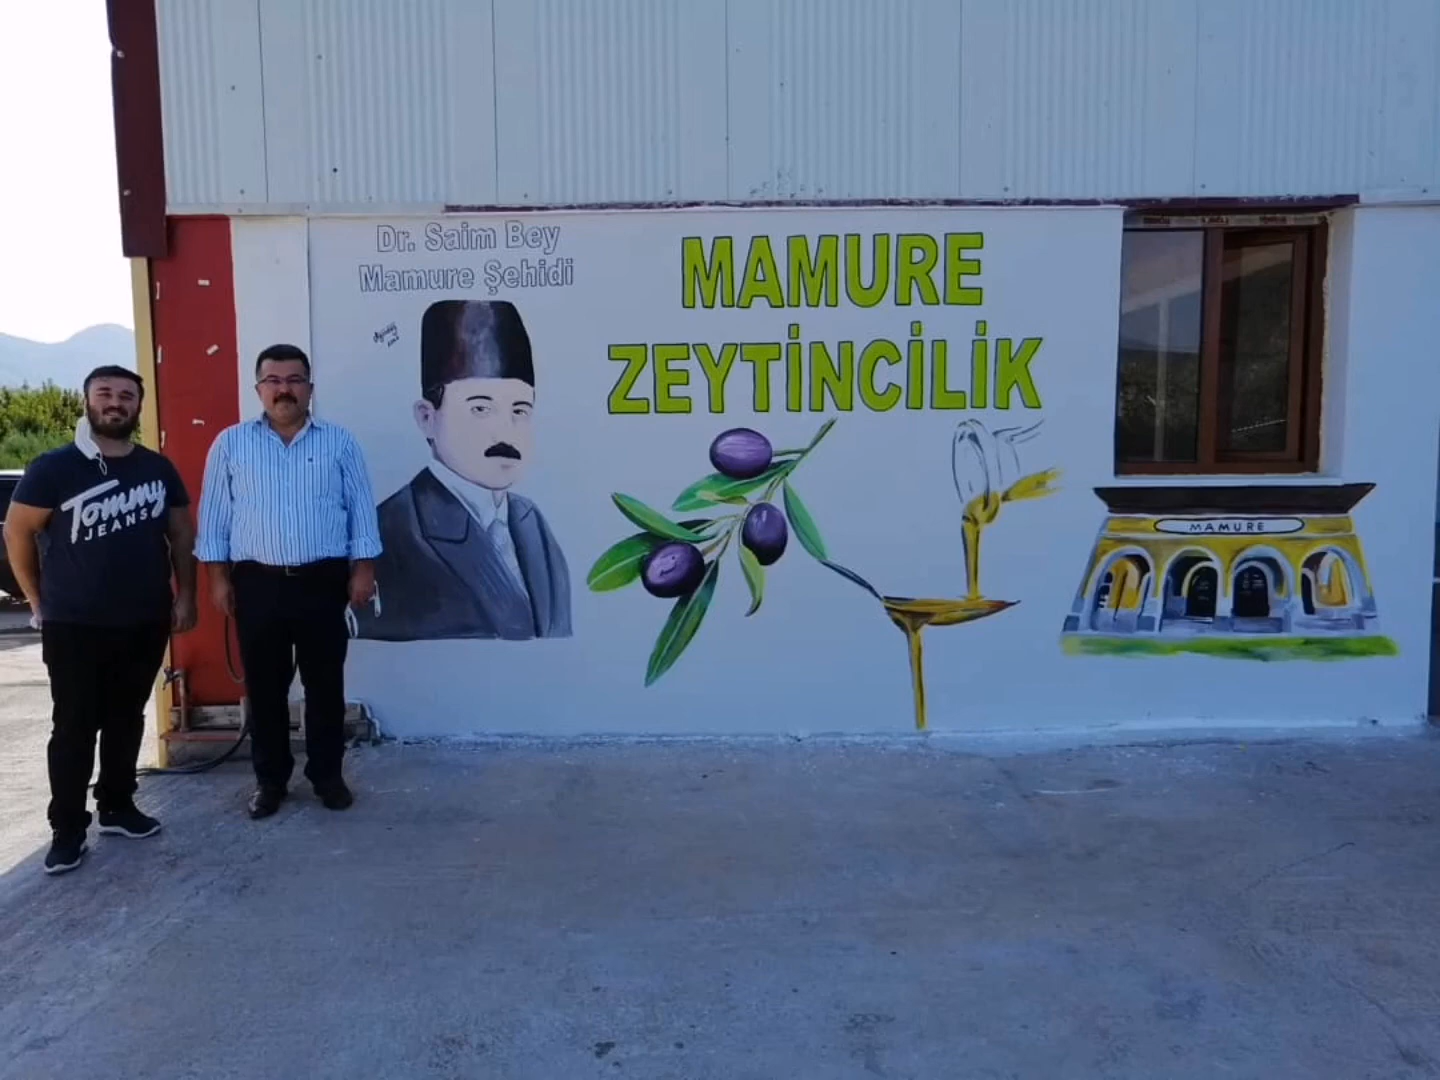 Dr. Saim Bey
Mamure Şehidi
MAMURE
ZEYTİNCİLİK
MAMURE
Tommy
JEANS